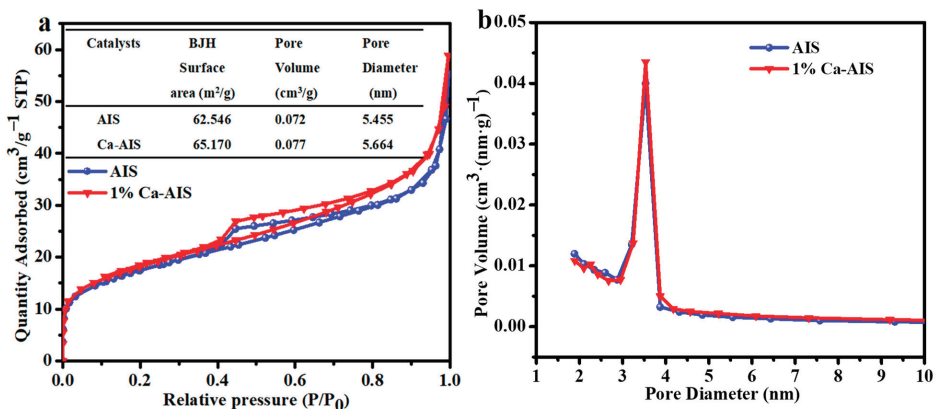 a
Catalysts BJH Pore Pore
Surface Volume Diameter
area (m²/g) (cm³/g) (nm)
AIS 62.546 0.072 5.455
Ca-AIS 65.170 0.077 5.664
AIS
1% Ca-AIS
Quantity Adsorbed (cm³/g⁻¹ STP)
60
50
40
30
20
10
0
0.0 0.2 0.4 0.6 0.8 1.0
Relative pressure (P/P₀)
b
AIS
1% Ca-AIS
Pore Volume (cm³·(nm·g)⁻¹
0.05
0.04
0.03
0.02
0.01
0.00
1 2 3 4 5 6 7 8 9 10
Pore Diameter (nm)